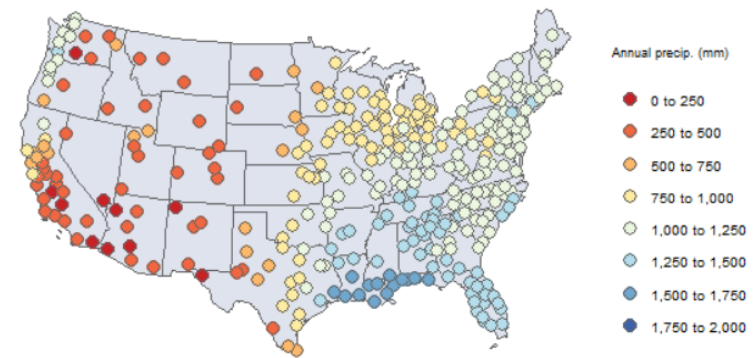 Annual precip. (mm)
0 to 250
250 to 500
500 to 750
750 to 1,000
1,000 to 1,250
1,250 to 1,500
1,500 to 1,750
1,750 to 2,000